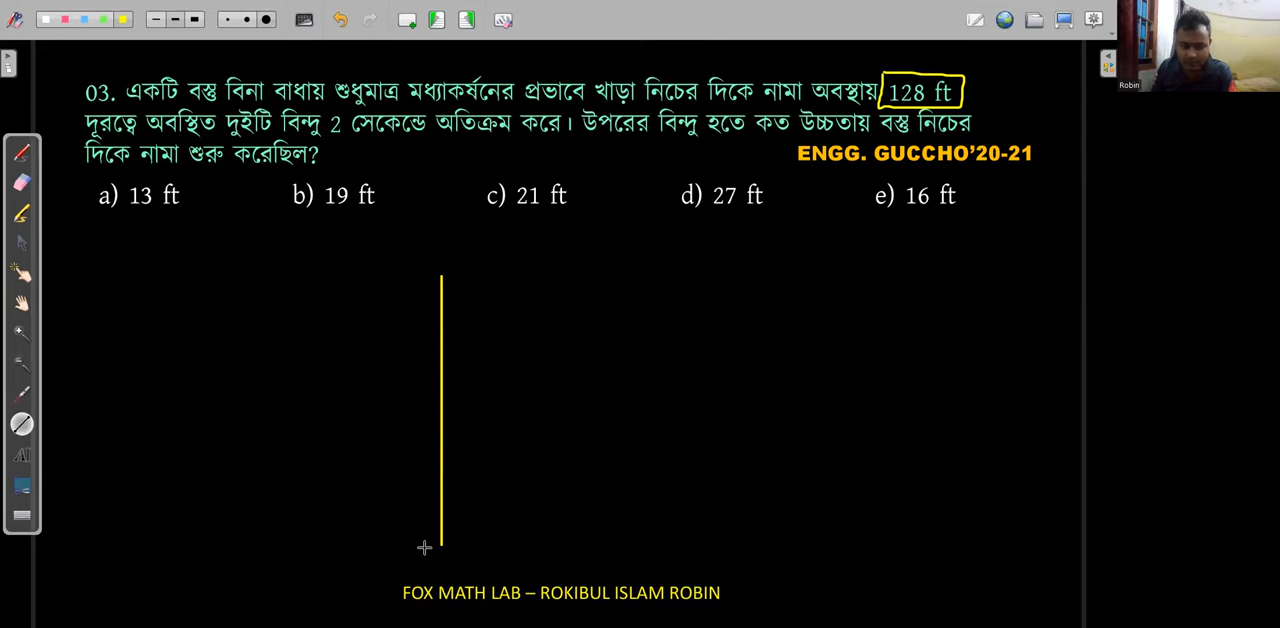 03. একটি বস্তু বিনা বাধায় শুধুমাত্র মধ্যাকর্ষনের প্রভাবে খাড়া নিচের দিকে নামা অবস্থায় 128 ft
দূরত্বে অবস্থিত দুইটি বিন্দু 2 সেকেন্ডে অতিক্রম করে। উপরের বিন্দু হতে কত উচ্চতায় বস্তু নিচের
দিকে নামা শুরু করেছিল?
ENGG. GUCCHO’20-21
a) 13 ft b) 19 ft c) 21 ft d) 27 ft e) 16 ft
Robin
FOX MATH LAB – ROKIBUL ISLAM ROBIN